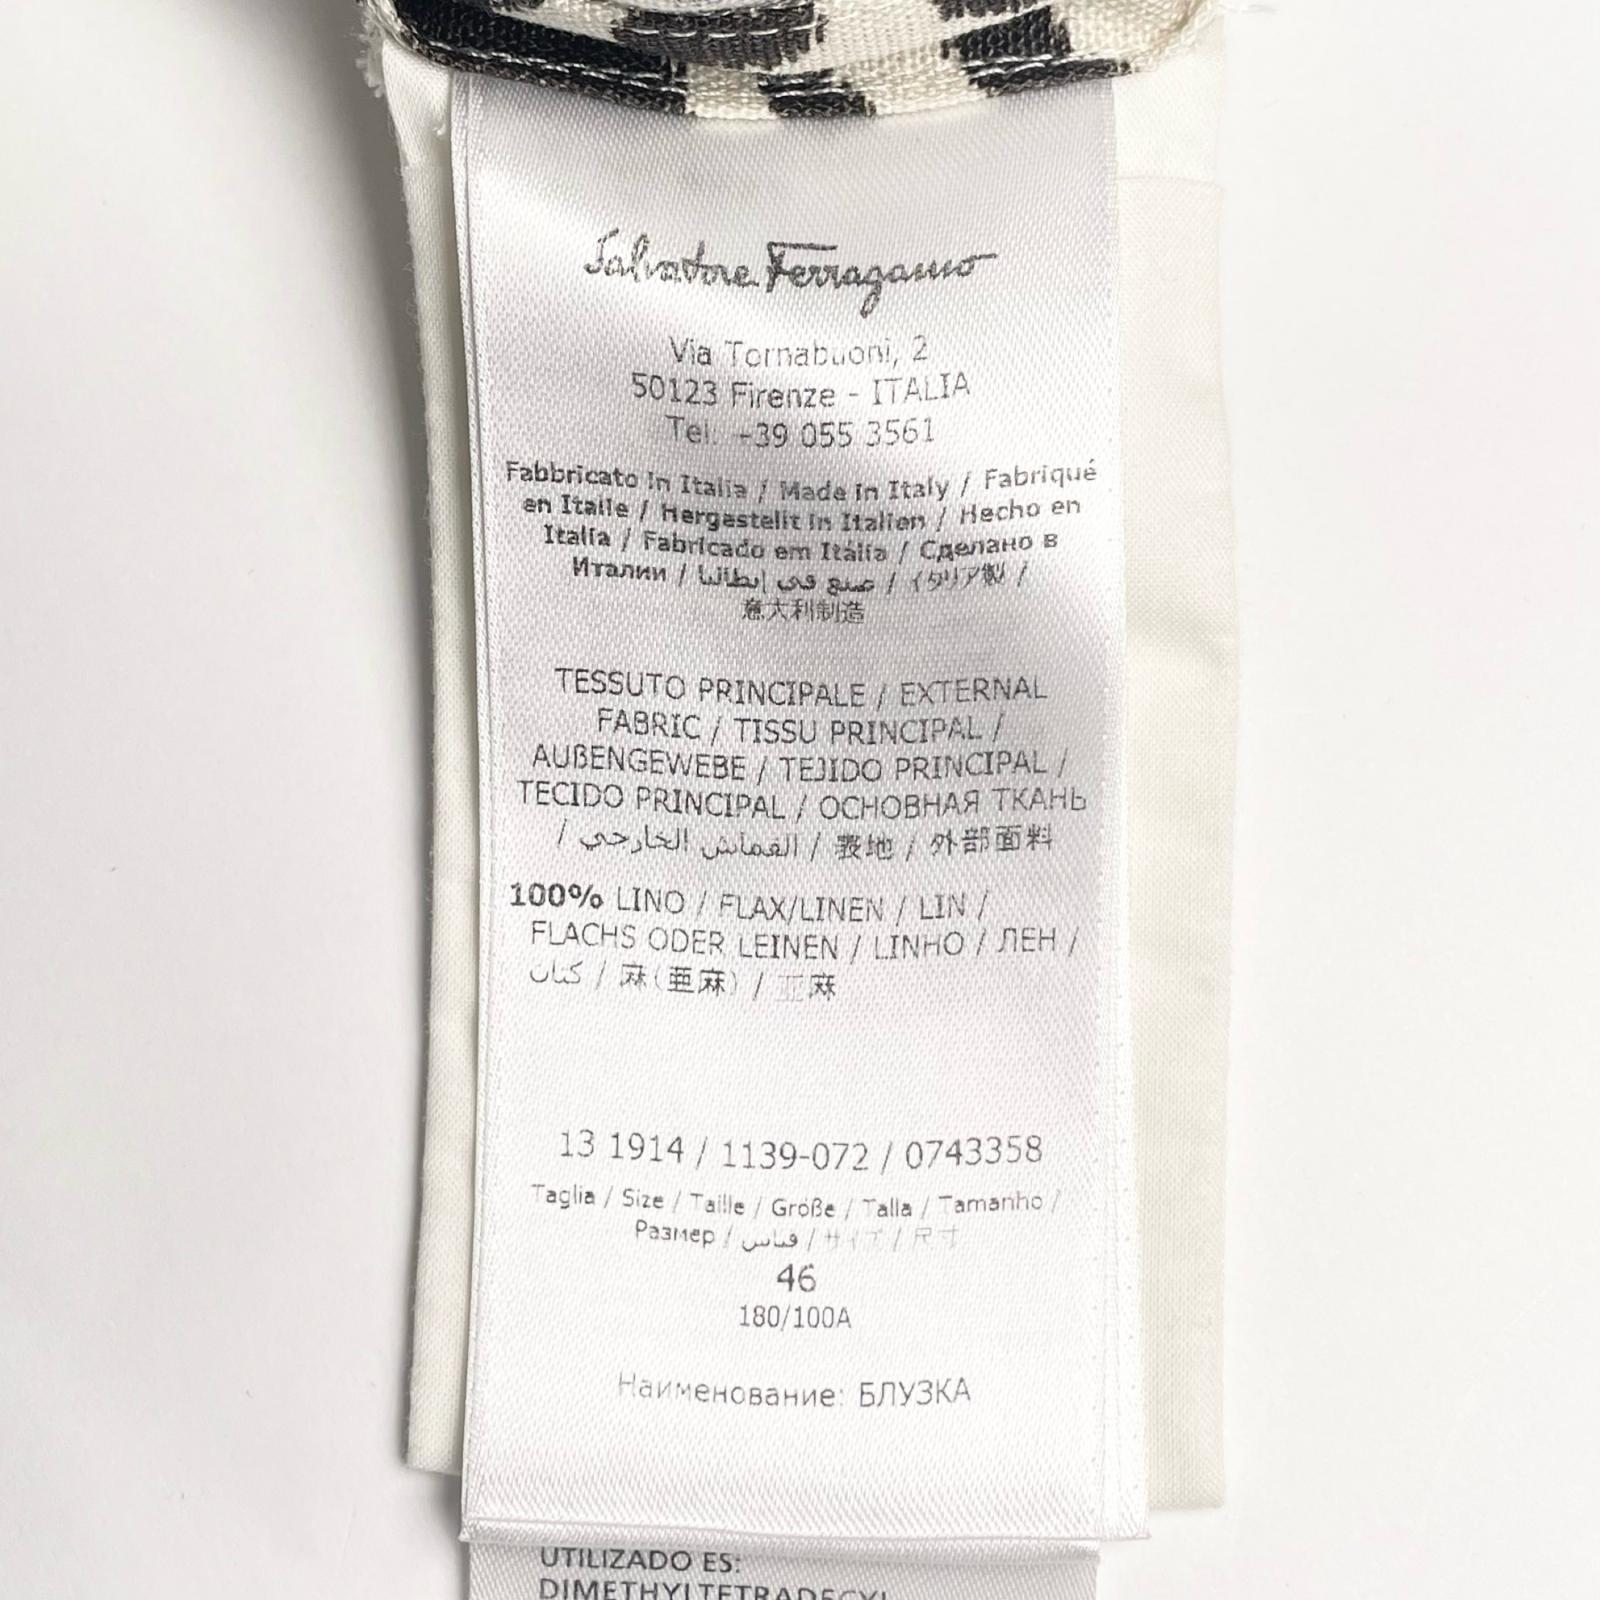 Salvatore Ferragamo
Via Tornabuoni, 2
50123 Firenze - ITALIA
Tel: +39 055 3561
Fabbricato in Italia / Made in Italy / Fabriqué
en Italie / Hergestellt in Italien / Hecho en
Italia / Fabricado em Itália / Сделано в
Италии / صنع في إيطاليا / イタリア製 /
意大利制造
TESSUTO PRINCIPALE / EXTERNAL
FABRIC / TISSU PRINCIPAL /
AUßENGEWEBE / TEJIDO PRINCIPAL /
TECIDO PRINCIPAL / ОСНОВНАЯ ТКАНЬ
/ القماش الخارجي / 表地 / 外部面料
100% LINO / FLAX/LINEN / LIN /
FLACHS ODER LEINEN / LINHO / ЛЕН /
كتان / 麻(亜麻) / 亚麻
13 1914 / 1139-072 / 0743358
Taglia / Size / Taille / Größe / Talla / Tamanho /
Размер / قياس / サイズ / 尺寸
46
180/100A
Наименование: БЛУЗКА
UTILIZADO ES: